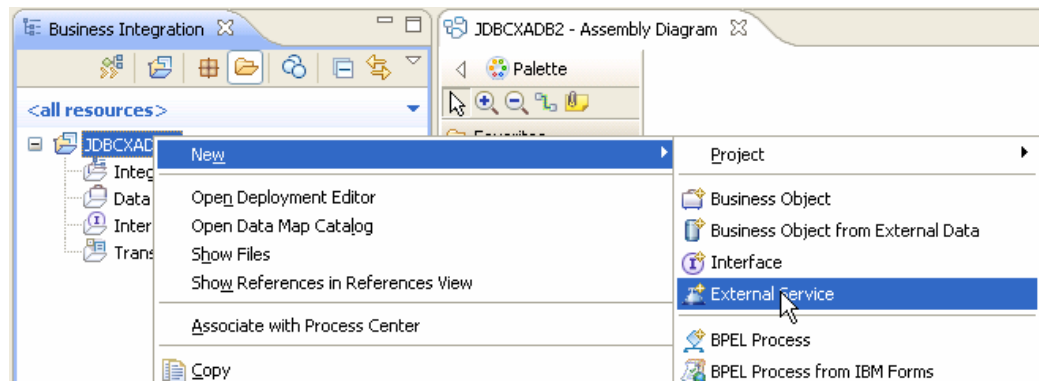 Business Integration
JDBCXADB2 - Assembly Diagram
Palette
<all resources>
New
Project
Open Deployment Editor
Business Object
Open Data Map Catalog
Business Object from External Data
Show Files
Interface
Show References in References View
External Service
Associate with Process Center
BPEL Process
Copy
BPEL Process from IBM Forms
JDBCXAD
Integ
Data
Inter
Trans